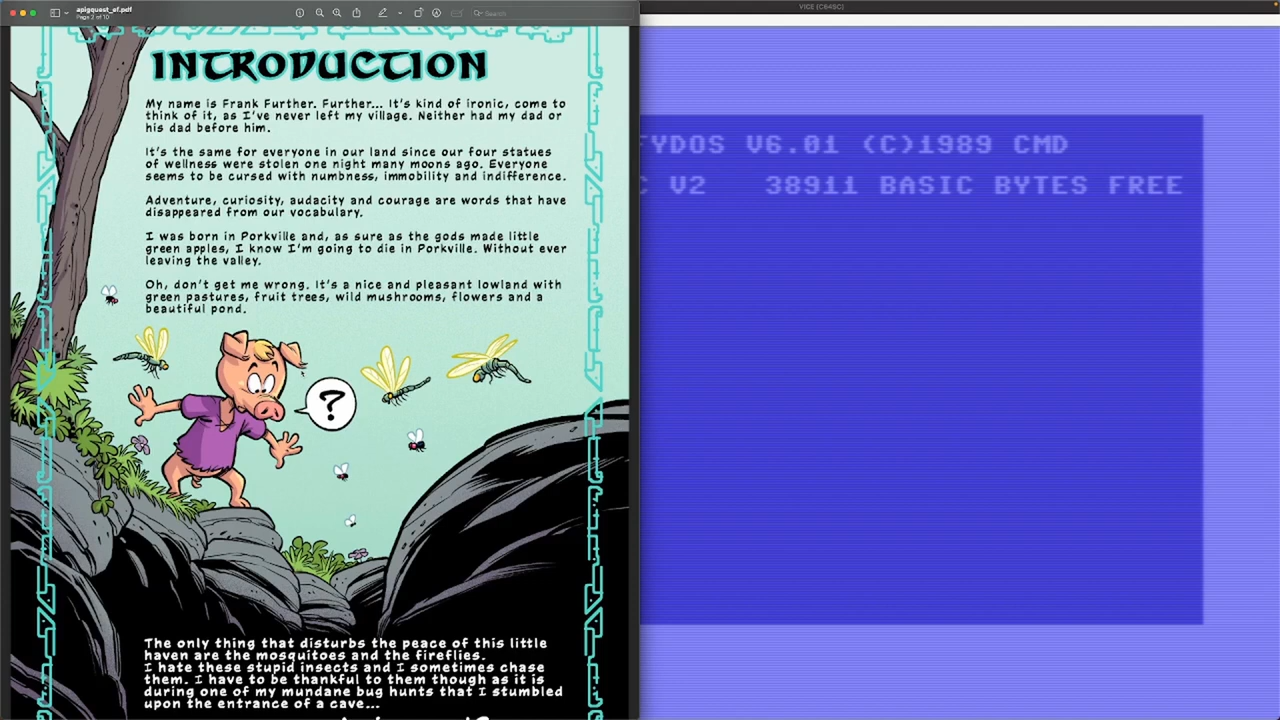 apigquest_ef.pdf
Page 2 of 10
Search
INTRODUCTION
My name is Frank Further. Further... It's kind of ironic, come to
think of it, as I've never left my village. Neither had my dad or
his dad before him.
It's the same for everyone in our land since our four statues
of wellness were stolen one night many moons ago. Everyone
seems to be cursed with numbness, immobility and indifference.
Adventure, curiosity, audacity and courage are words that have
disappeared from our vocabulary.
I was born in Porkville and, as sure as the gods made little
green apples, I know I'm going to die in Porkville. Without ever
leaving the valley.
Oh, don't get me wrong. It's a nice and pleasant lowland with
green pastures, fruit trees, wild mushrooms, flowers and a
beautiful pond.
?
The only thing that disturbs the peace of this little
haven are the mosquitoes and the fireflies.
I hate these stupid insects and I sometimes chase
them. I have to be thankful to them though as it is
during one of my mundane bug hunts that I stumbled
upon the entrance of a cave...
VICE (C64SC)
FYDOS V6.01 (C)1989 CMD
C V2 38911 BASIC BYTES FREE